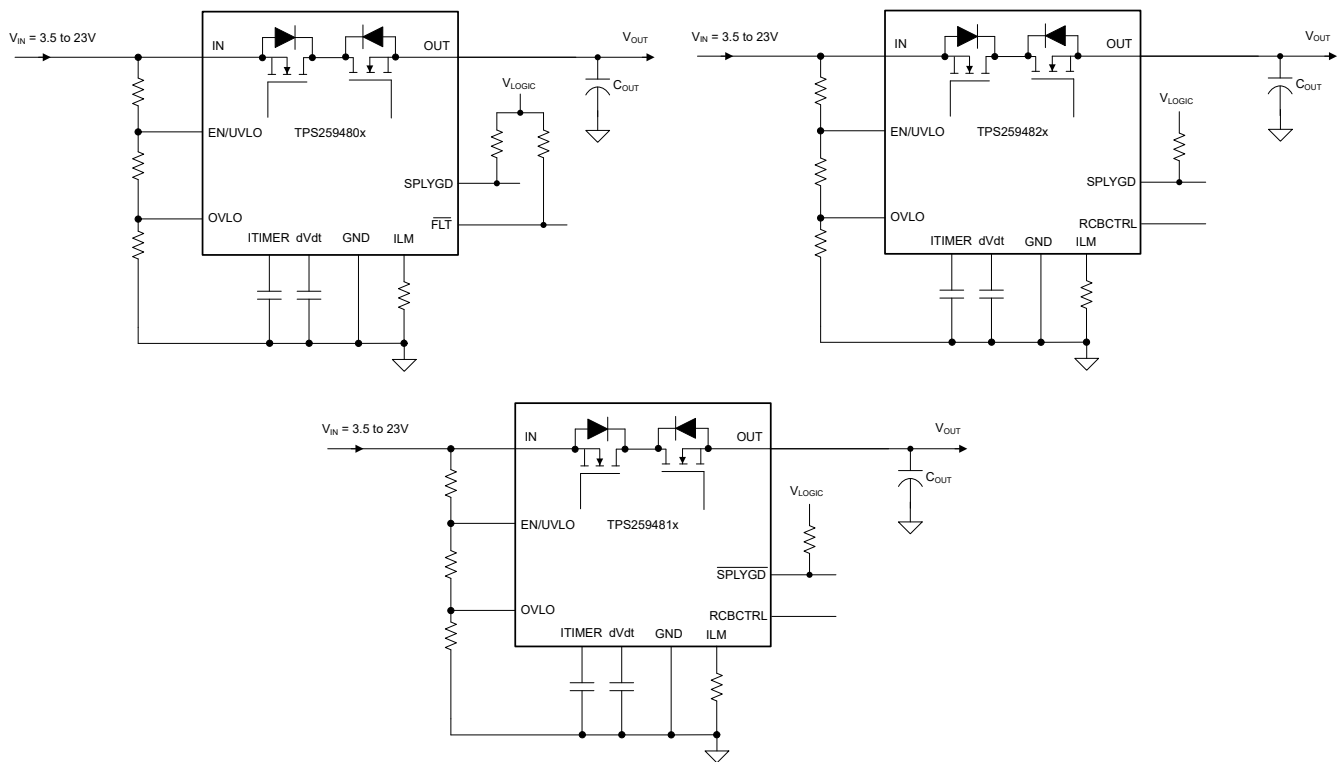 V_IN = 3.5 to 23V
IN
OUT
V_OUT
C_OUT
V_LOGIC
EN/UVLO
TPS259480x
SPLYGD
OVLO
F̅L̅T̅
ITIMER dVdt GND ILM
V_IN = 3.5 to 23V
IN
OUT
V_OUT
C_OUT
V_LOGIC
EN/UVLO
TPS259482x
SPLYGD
OVLO
RCBCTRL
ITIMER dVdt GND ILM
V_IN = 3.5 to 23V
IN
OUT
V_OUT
C_OUT
V_LOGIC
EN/UVLO
TPS259481x
S̅P̅L̅Y̅G̅D̅
OVLO
RCBCTRL
ITIMER dVdt GND ILM